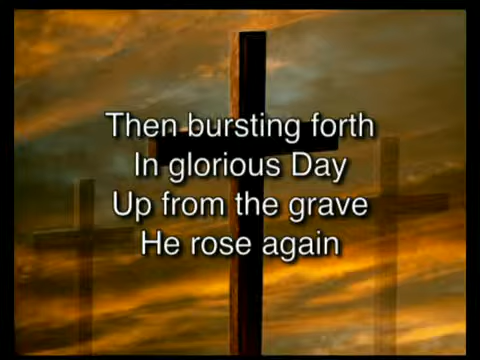 Then bursting forth
In glorious Day
Up from the grave
He rose again